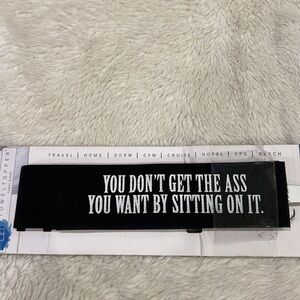 TOWELTOPPER
TRAVEL | HOME | DORM | GYM | CRUISE | HOTEL | SPA | BEACH
YOU DON'T GET THE ASS
YOU WANT BY SITTING ON IT.